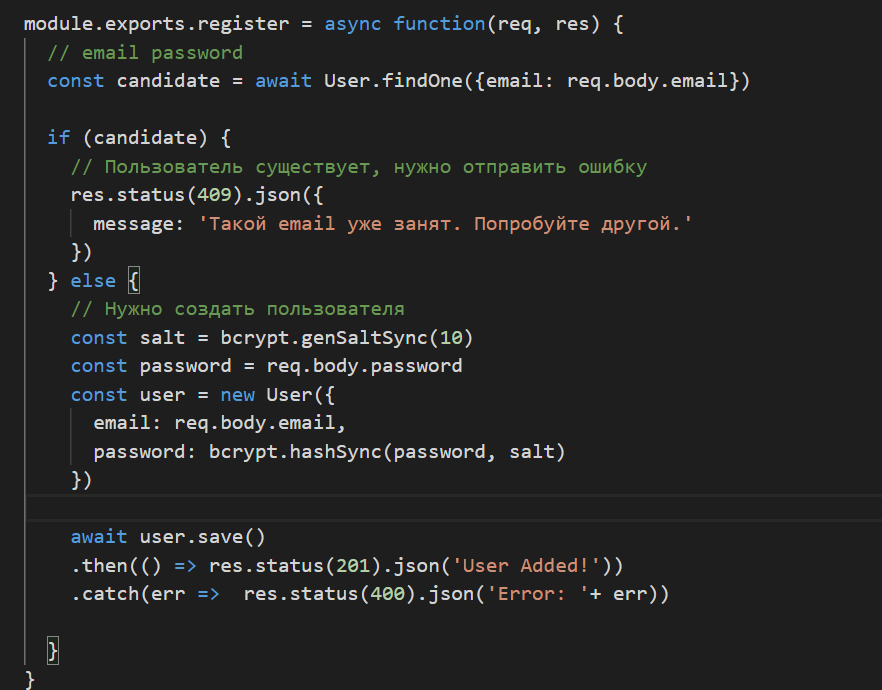 module.exports.register = async function(req, res) {
// email password
const candidate = await User.findOne({email: req.body.email})
if (candidate) {
// Пользователь существует, нужно отправить ошибку
res.status(409).json({
message: 'Такой email уже занят. Попробуйте другой.'
})
} else {
// Нужно создать пользователя
const salt = bcrypt.genSaltSync(10)
const password = req.body.password
const user = new User({
email: req.body.email,
password: bcrypt.hashSync(password, salt)
})
await user.save()
.then(() => res.status(201).json('User Added!'))
.catch(err =>  res.status(400).json('Error: '+ err))
}
}